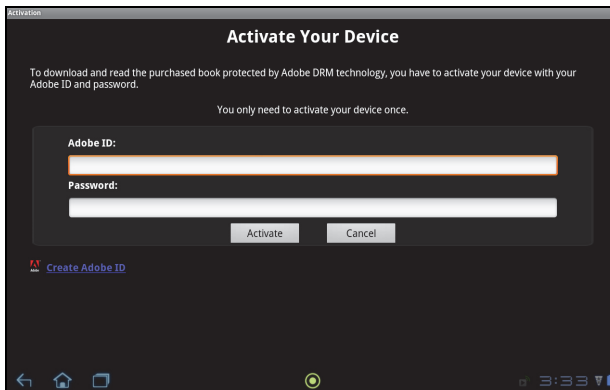 Activation
Activate Your Device
To download and read the purchased book protected by Adobe DRM technology, you have to activate your device with your
Adobe ID and password.
You only need to activate your device once.
Adobe ID:
Password:
Activate Cancel
Adobe Create Adobe ID
3:33